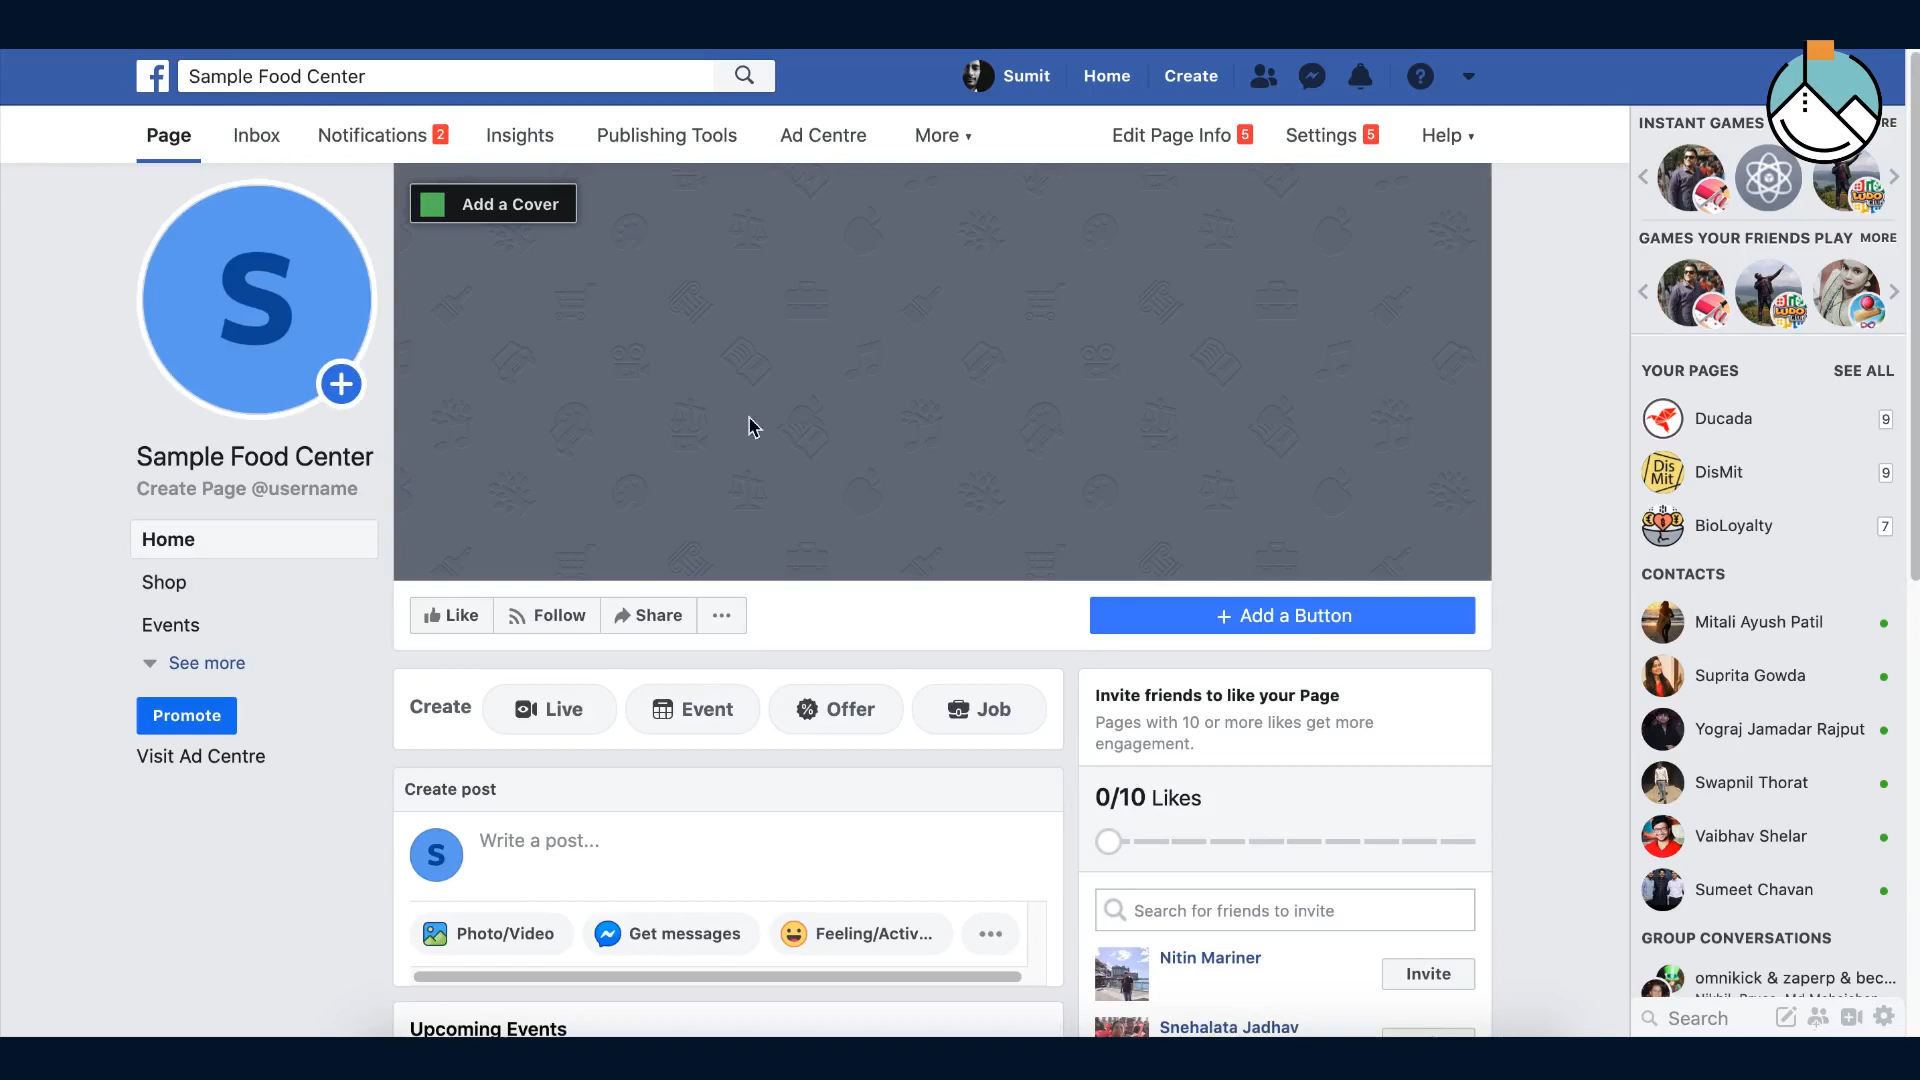 Sample Food Center
Sumit
Home
Create
Page
Inbox
Notifications 2
Insights
Publishing Tools
Ad Centre
More
Edit Page Info 5
Settings 5
Help
Add a Cover
S
Sample Food Center
Create Page @username
Home
Shop
Events
See more
Promote
Visit Ad Centre
Like
Follow
Share
+ Add a Button
Create
Live
Event
Offer
Job
Create post
S
Write a post...
Photo/Video
Get messages
Feeling/Activ...
Upcoming Events
Invite friends to like your Page
Pages with 10 or more likes get more
engagement.
0/10 Likes
Search for friends to invite
Nitin Mariner
Invite
Snehalata Jadhav
INSTANT GAMES
GAMES YOUR FRIENDS PLAY MORE
LUDO
YOUR PAGES
SEE ALL
Ducada
9
Dis
Mit
DisMit
9
BioLoyalty
7
CONTACTS
Mitali Ayush Patil
Suprita Gowda
Yograj Jamadar Rajput
Swapnil Thorat
Vaibhav Shelar
Sumeet Chavan
GROUP CONVERSATIONS
omnikick & zaperp & bec...
Search